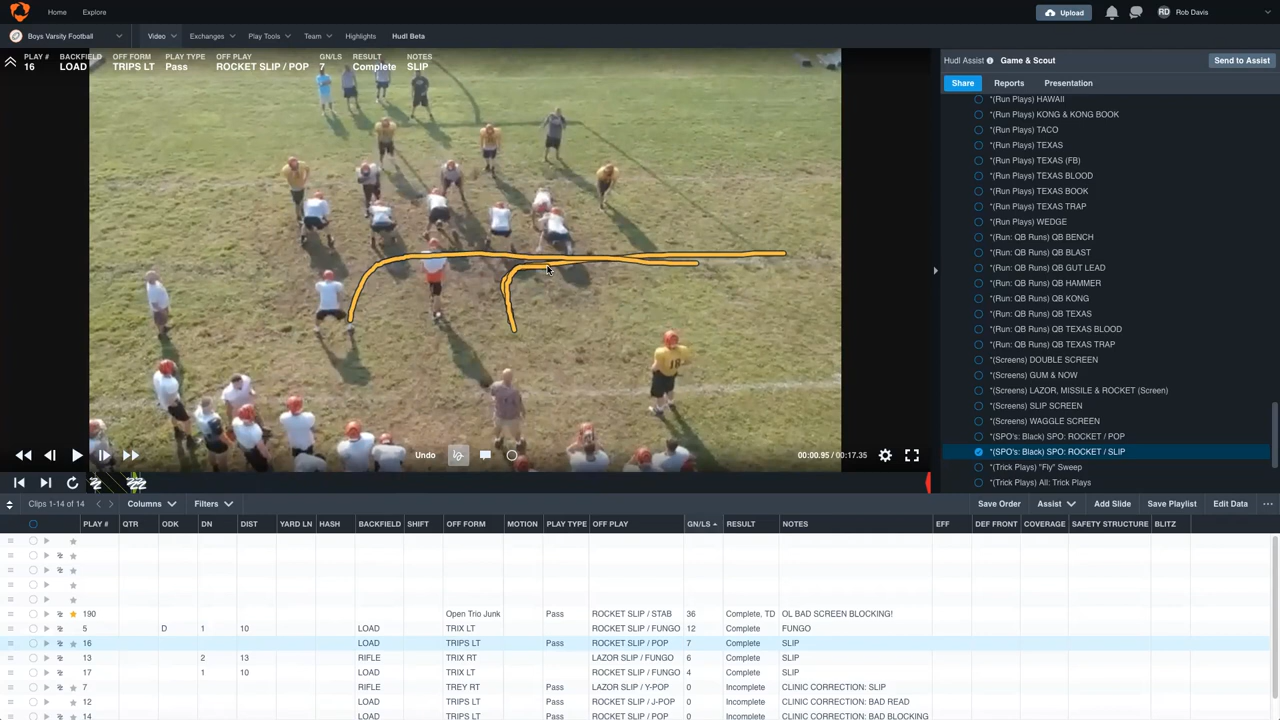 Home Explore Upload RD Rob Davis
Boys Varsity Football Video Exchanges Play Tools Team Highlights Hudl Beta
PLAY # BACKFIELD OFF FORM PLAY TYPE OFF PLAY GN/LS RESULT NOTES
16 LOAD TRIPS LT Pass ROCKET SLIP / POP 7 Complete SLIP
18
Undo 00:00.95 / 00:17.35
Hudl Assist Game & Scout Send to Assist
Share Reports Presentation
*(Run Plays) HAWAII
*(Run Plays) KONG & KONG BOOK
*(Run Plays) TACO
*(Run Plays) TEXAS
*(Run Plays) TEXAS (FB)
*(Run Plays) TEXAS BLOOD
*(Run Plays) TEXAS BOOK
*(Run Plays) TEXAS TRAP
*(Run Plays) WEDGE
*(Run: QB Runs) QB BENCH
*(Run: QB Runs) QB BLAST
*(Run: QB Runs) QB GUT LEAD
*(Run: QB Runs) QB HAMMER
*(Run: QB Runs) QB KONG
*(Run: QB Runs) QB TEXAS
*(Run: QB Runs) QB TEXAS BLOOD
*(Run: QB Runs) QB TEXAS TRAP
*(Screens) DOUBLE SCREEN
*(Screens) GUM & NOW
*(Screens) LAZOR, MISSILE & ROCKET (Screen)
*(Screens) SLIP SCREEN
*(Screens) WAGGLE SCREEN
*(SPO's: Black) SPO: ROCKET / POP
*(SPO's: Black) SPO: ROCKET / SLIP
*(Trick Plays) "Fly" Sweep
*(Trick Plays) All: Trick Plays
Clips 1-14 of 14 Columns Filters Save Order Assist Add Slide Save Playlist Edit Data
PLAY # QTR ODK DN DIST YARD LN HASH BACKFIELD SHIFT OFF FORM MOTION PLAY TYPE OFF PLAY GN/LS RESULT NOTES EFF DEF FRONT COVERAGE SAFETY STRUCTURE BLITZ
190 Open Trio Junk Pass ROCKET SLIP / STAB 36 Complete, TD OL BAD SCREEN BLOCKING!
5 D 1 10 LOAD TRIX LT ROCKET SLIP / FUNGO 12 Complete FUNGO
16 LOAD TRIPS LT Pass ROCKET SLIP / POP 7 Complete SLIP
13 2 13 RIFLE TRIX RT LAZOR SLIP / FUNGO 6 Complete SLIP
17 1 10 LOAD TRIX LT ROCKET SLIP / FUNGO 4 Complete SLIP
7 RIFLE TREY RT Pass LAZOR SLIP / Y-POP 0 Incomplete CLINIC CORRECTION: SLIP
12 LOAD TRIPS LT Pass ROCKET SLIP / J-POP 0 Incomplete CLINIC CORRECTION: BAD READ
14 LOAD TRIPS LT Pass ROCKET SLIP / POP 0 Incomplete CLINIC CORRECTION: BAD BLOCKING